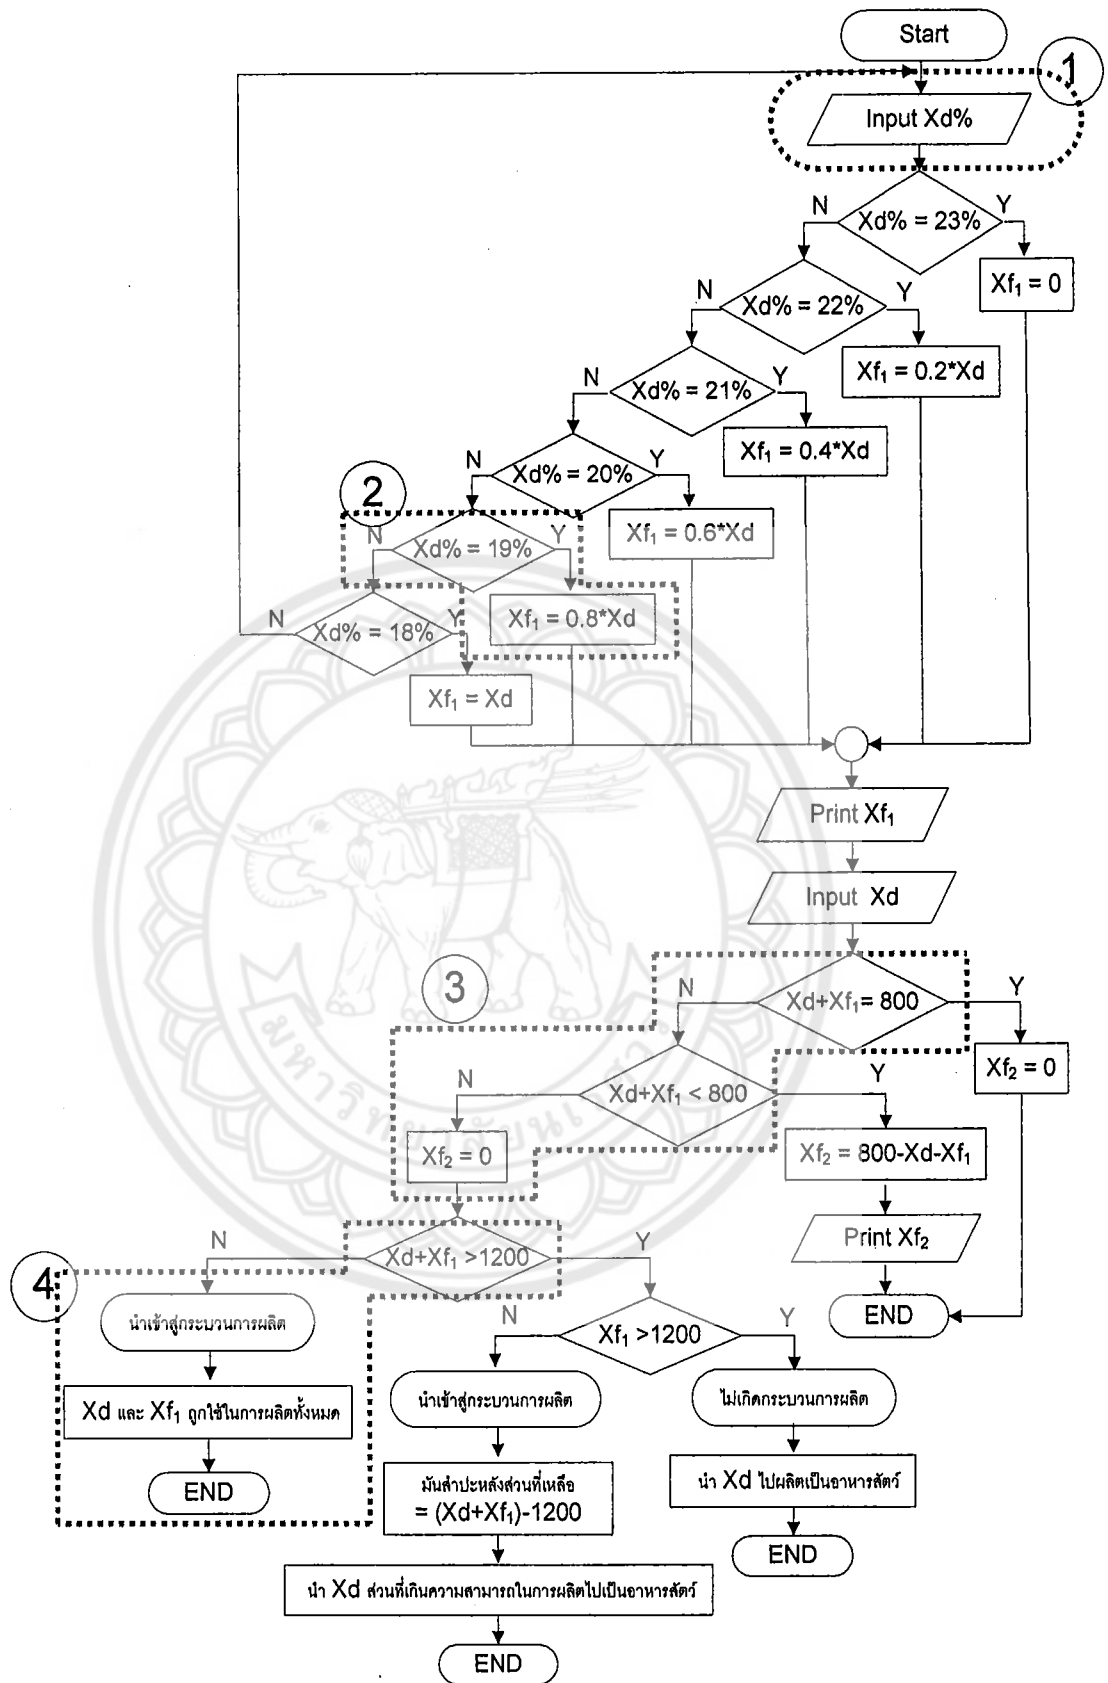 Start
1
Input Xd%
N
Y
Xd% = 23%
Xf₁ = 0
N
Y
Xd% = 22%
Xf₁ = 0.2*Xd
N
Y
Xd% = 21%
Xf₁ = 0.4*Xd
N
Y
Xd% = 20%
Xf₁ = 0.6*Xd
2
N
Y
Xd% = 19%
Xf₁ = 0.8*Xd
N
Y
Xd% = 18%
Xf₁ = Xd
Print Xf₁
Input Xd
3
N
Y
Xd+Xf₁= 800
Xf₂ = 0
N
Y
Xd+Xf₁ < 800
Xf₂ = 0
Xf₂ = 800-Xd-Xf₁
Print Xf₂
END
N
Y
Xd+Xf₁ >1200
4
นำเข้าสู่กระบวนการผลิต
Xd และ Xf₁ ถูกใช้ในการผลิตทั้งหมด
END
N
Y
Xf₁ >1200
นำเข้าสู่กระบวนการผลิต
ไม่เกิดกระบวนการผลิต
มันสำปะหลังส่วนที่เหลือ
= (Xd+Xf₁)-1200
นำ Xd ไปผลิตเป็นอาหารสัตว์
END
นำ Xd ส่วนที่เกินความสามารถในการผลิตไปเป็นอาหารสัตว์
END